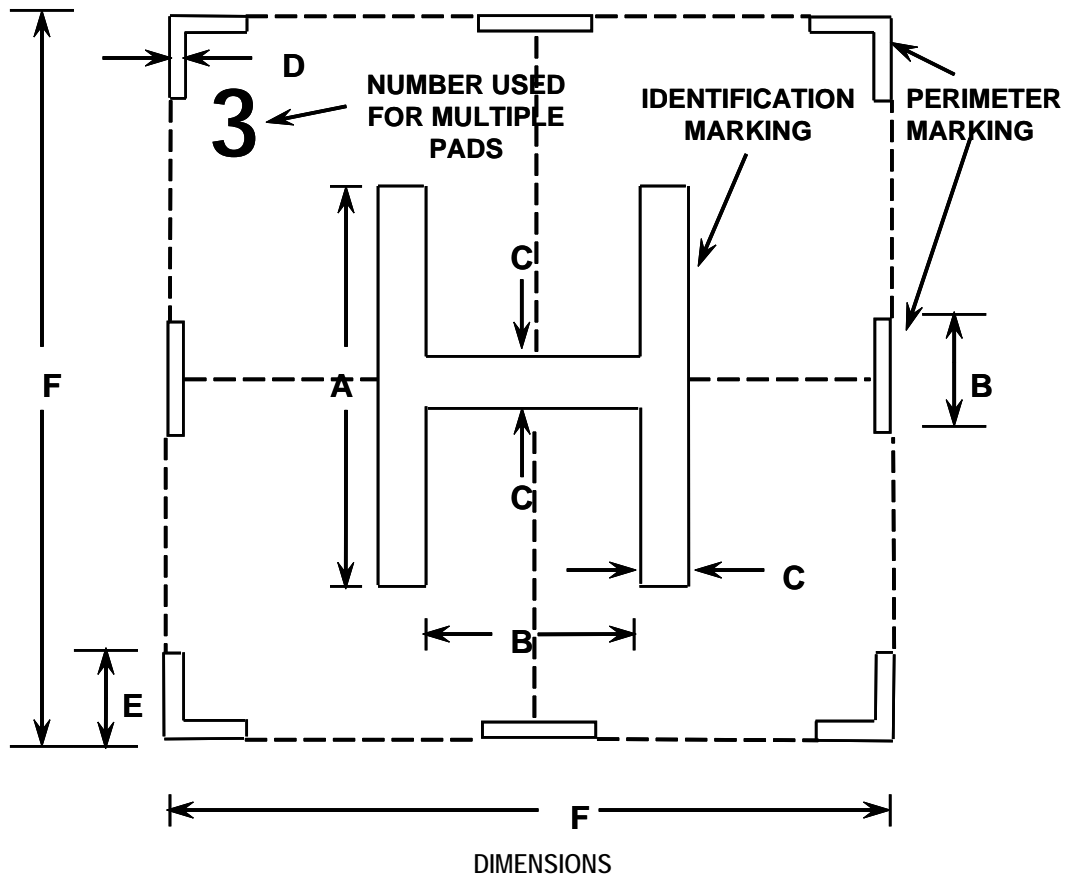 D
3
NUMBER USED
FOR MULTIPLE
PADS
IDENTIFICATION
MARKING
PERIMETER
MARKING
C
F
A
B
C
C
B
E
F
DIMENSIONS